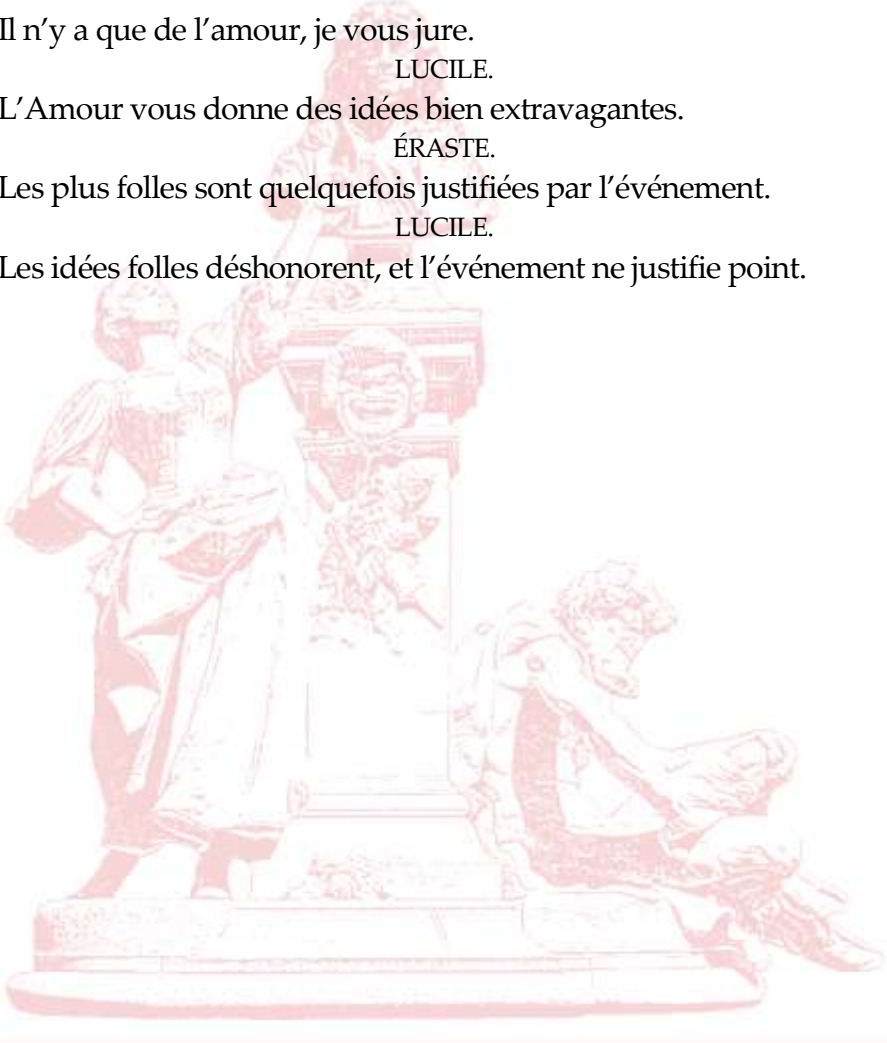 Il n’y a que de l’amour, je vous jure.
LUCILE.
L’Amour vous donne des idées bien extravagantes.
ÉRASTE.
Les plus folles sont quelquefois justifiées par l’événement.
LUCILE.
Les idées folles déshonorent, et l’événement ne justifie point.